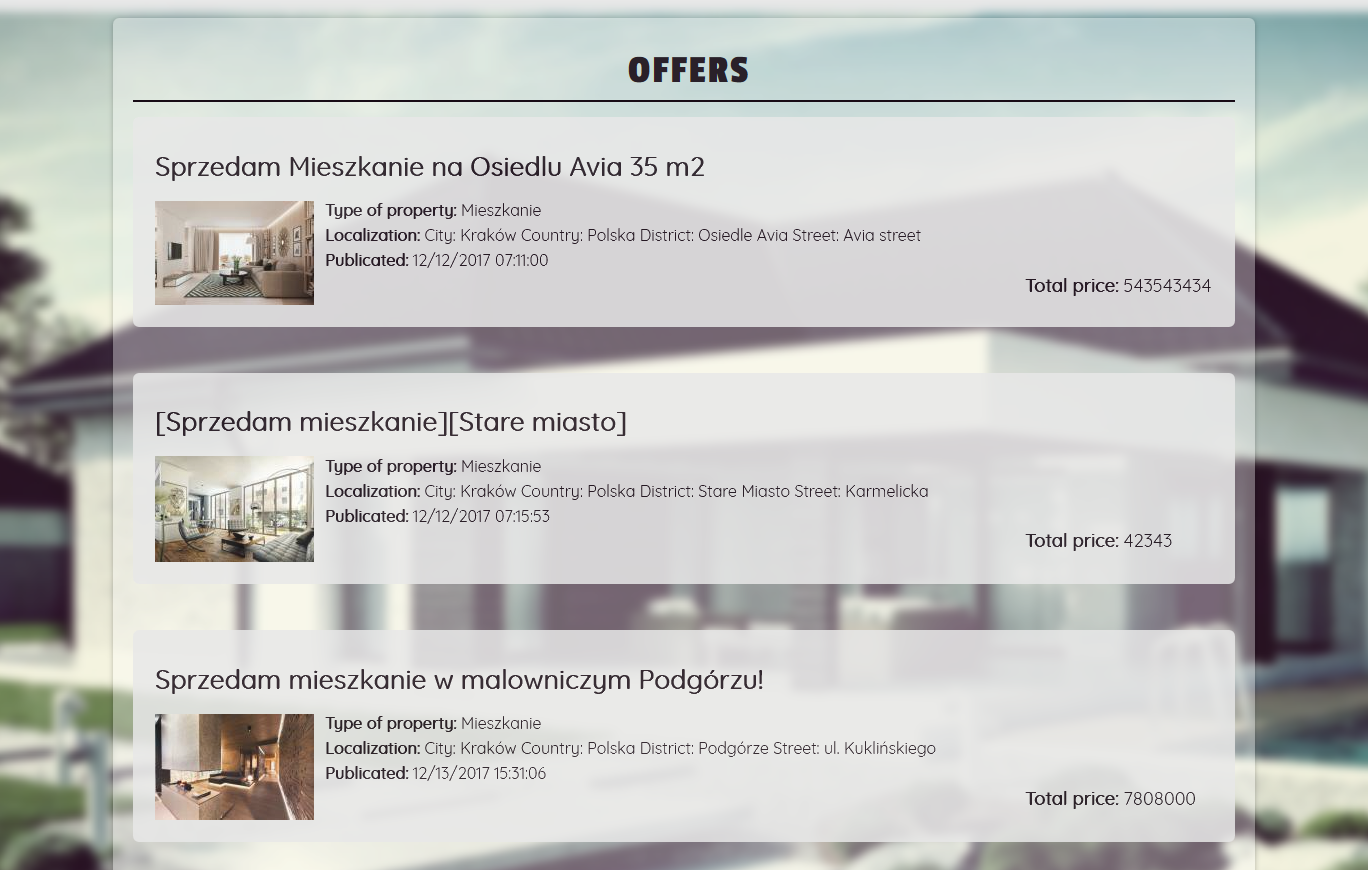 OFFERS
Sprzedam Mieszkanie na Osiedlu Avia 35 m2
Type of property: Mieszkanie
Localization: City: Kraków Country: Polska District: Osiedle Avia Street: Avia street
Publicated: 12/12/2017 07:11:00
Total price: 543543434
[Sprzedam mieszkanie][Stare miasto]
Type of property: Mieszkanie
Localization: City: Kraków Country: Polska District: Stare Miasto Street: Karmelicka
Publicated: 12/12/2017 07:15:53
Total price: 42343
Sprzedam mieszkanie w malowniczym Podgórzu!
Type of property: Mieszkanie
Localization: City: Kraków Country: Polska District: Podgórze Street: ul. Kuklińskiego
Publicated: 12/13/2017 15:31:06
Total price: 7808000